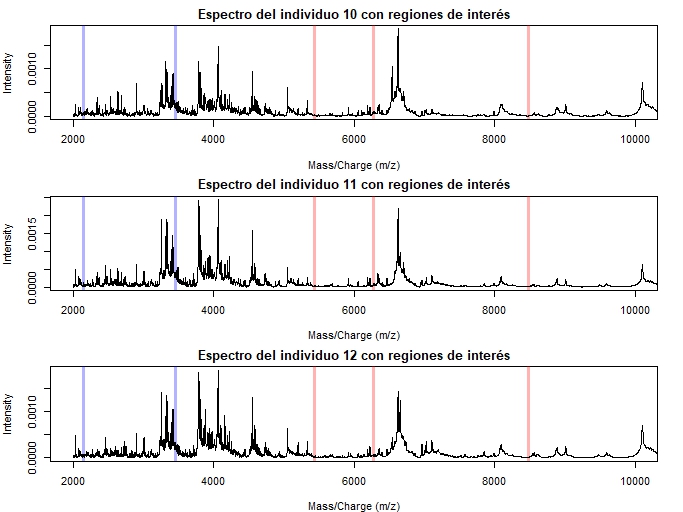 Espectro del individuo 10 con regiones de interés
Intensity
0.0000 0.0010
2000 4000 6000 8000 10000
Mass/Charge (m/z)
Espectro del individuo 11 con regiones de interés
Intensity
0.0000 0.0015
2000 4000 6000 8000 10000
Mass/Charge (m/z)
Espectro del individuo 12 con regiones de interés
Intensity
0.0000 0.0010
2000 4000 6000 8000 10000
Mass/Charge (m/z)